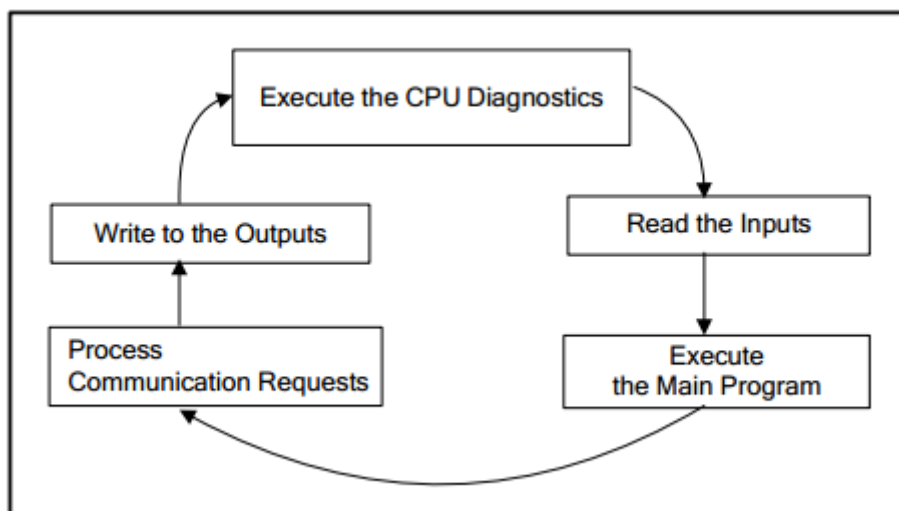 Execute the CPU Diagnostics
Read the Inputs
Execute
the Main Program
Process
Communication Requests
Write to the Outputs